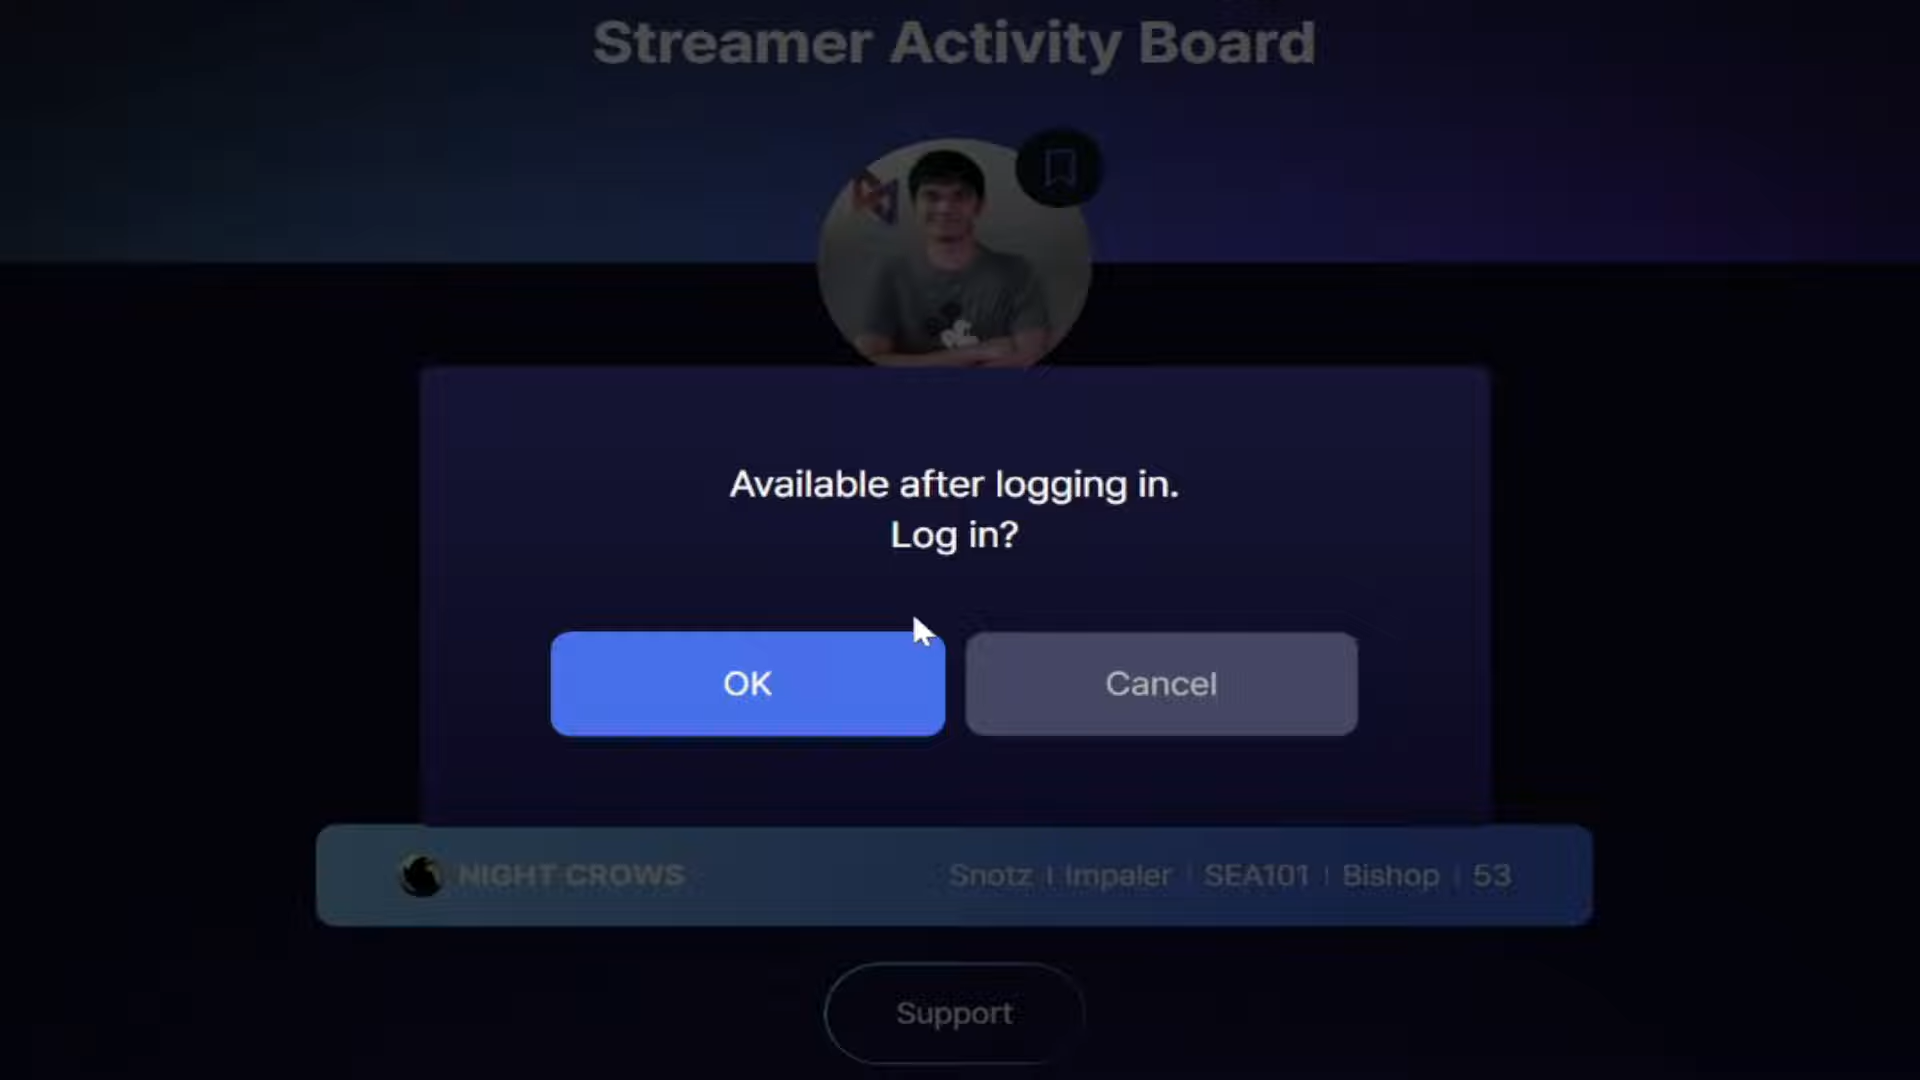 Streamer Activity Board
Available after logging in.
Log in?
OK
Cancel
NIGHT CROWS
Snotz | Impaler | SEA101 | Bishop | 53
Support